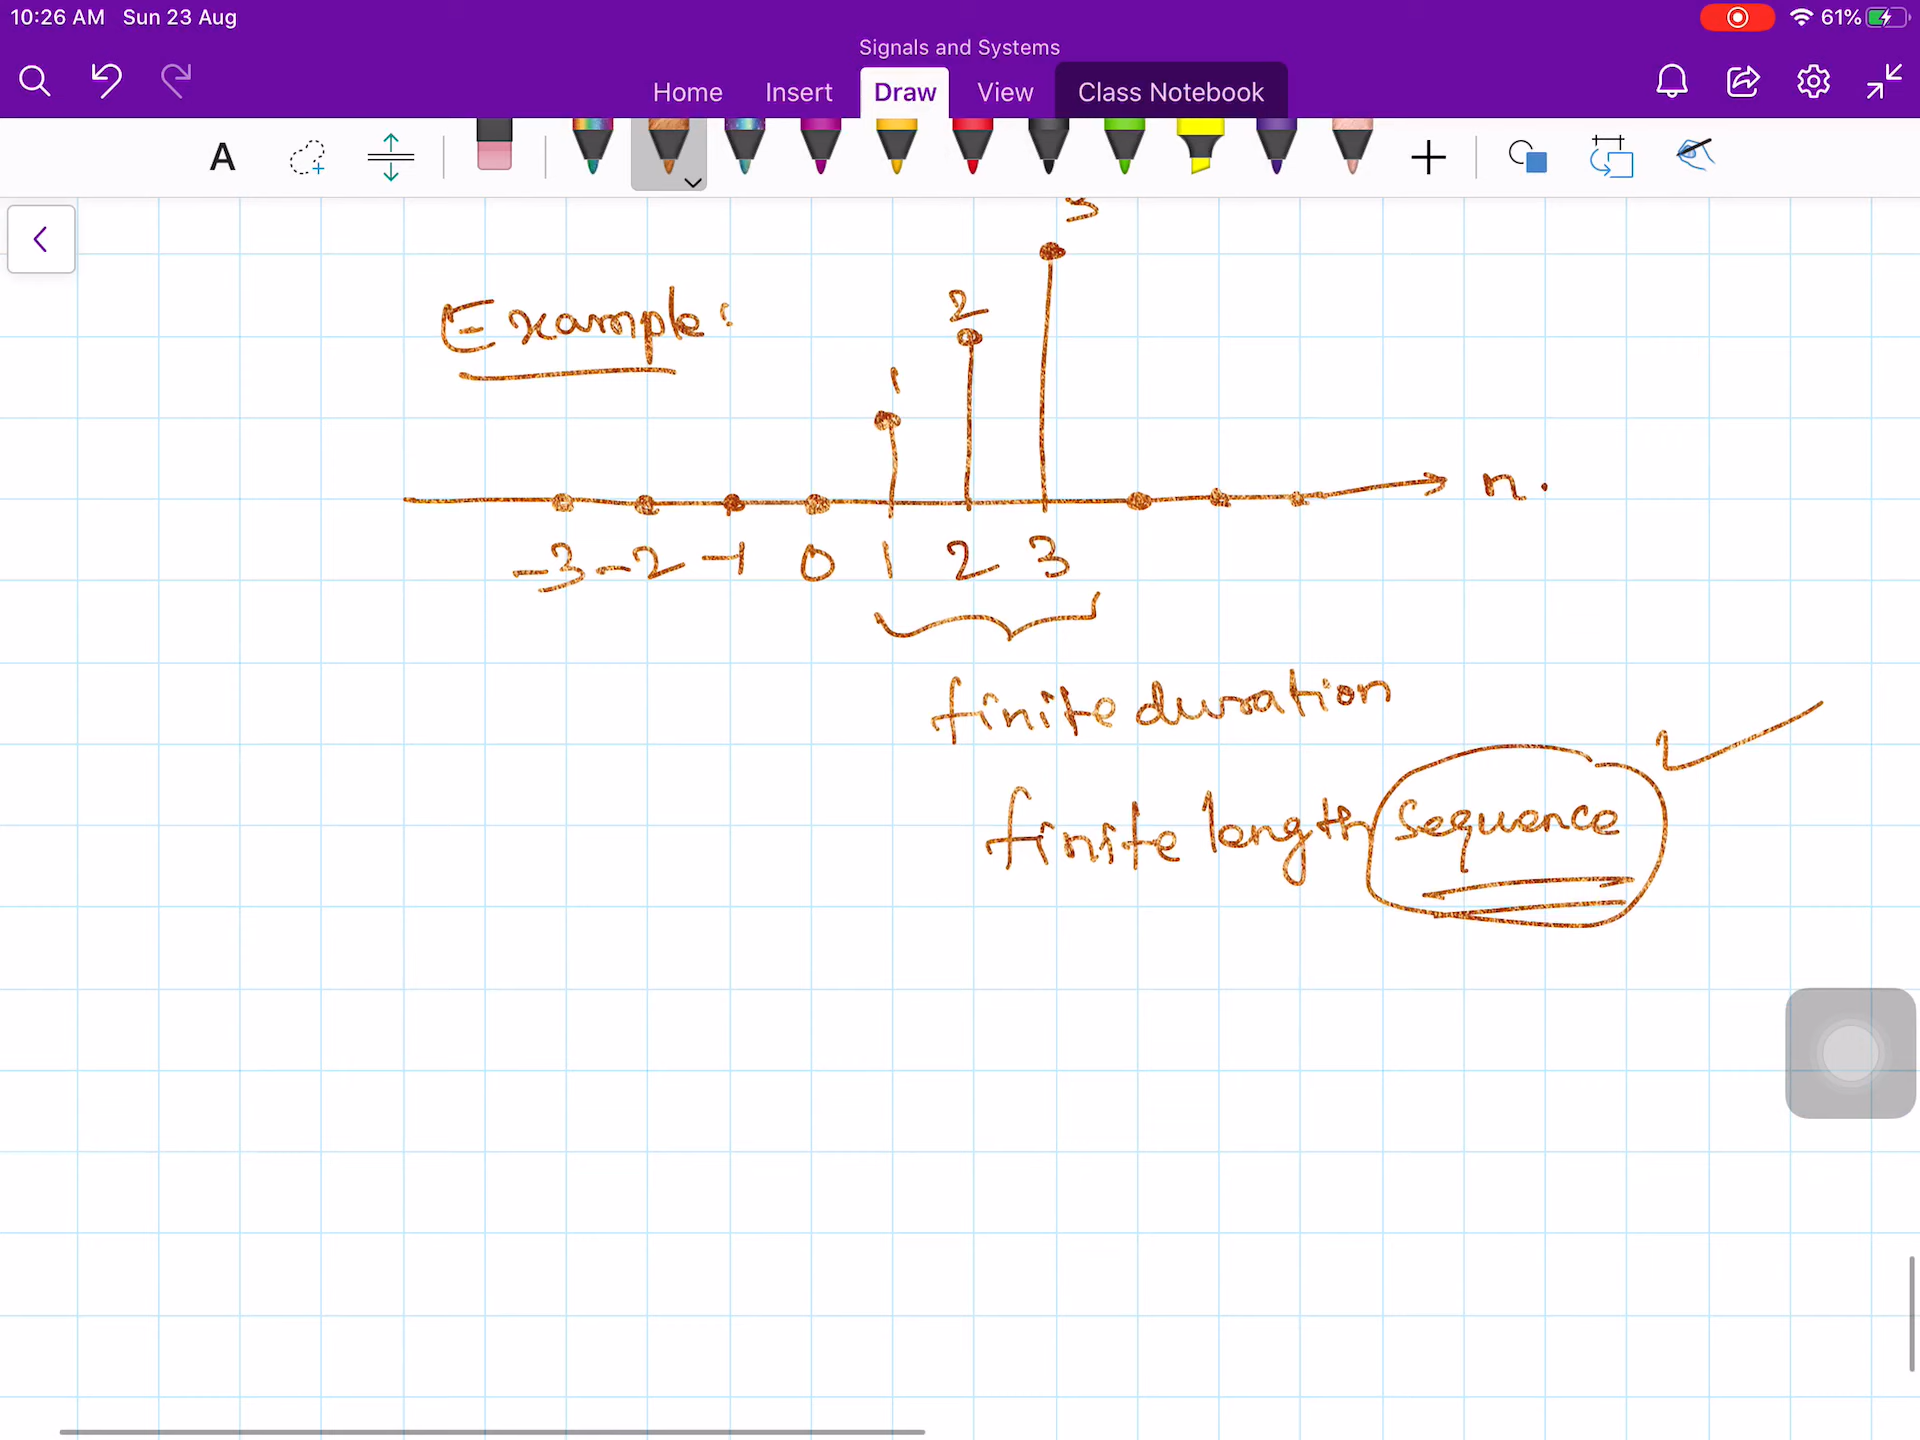 10:26 AM Sun 23 Aug
61%
Signals and Systems
Home Insert Draw View Class Notebook
A
3
Example:
2
1
n.
-3 -2 -1 0 1 2 3
finite duration
finite length sequence